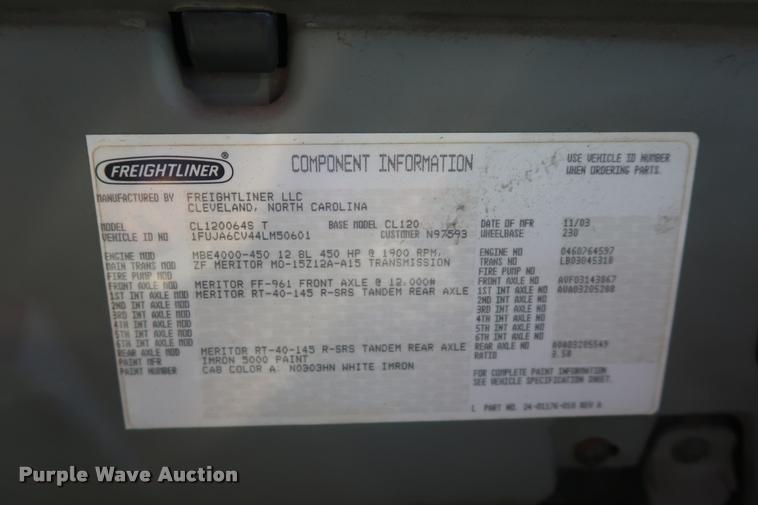 FREIGHTLINER ®
COMPONENT INFORMATION
USE VEHICLE ID NUMBER
WHEN ORDERING PARTS.
MANUFACTURED BY FREIGHTLINER LLC
CLEVELAND, NORTH CAROLINA
MODEL CL120064S T BASE MODEL CL120 DATE OF MFR 11/03
VEHICLE ID NO 1FUJA6CV44LM50601 CUSTOMER N97593 WHEELBASE 230
ENGINE MOD MBE4000-450 12.8L 450 HP @ 1900 RPM, ENGINE NO 0460764597
MAIN TRANS MOD ZF MERITOR MO-15Z12A-A15 TRANSMISSION TRANS NO LB03045318
FIRE PUMP MOD FIRE PUMP NO
FRONT AXLE MOD MERITOR FF-961 FRONT AXLE @ 12,000# FRONT AXLE NO AVF03143867
1ST INT AXLE MOD MERITOR RT-40-145 R-SRS TANDEM REAR AXLE 1ST INT AXLE NO
2ND INT AXLE MOD 2ND INT AXLE NO
3RD INT AXLE MOD 3RD INT AXLE NO
4TH INT AXLE MOD 4TH INT AXLE NO
5TH INT AXLE MOD 5TH INT AXLE NO
6TH INT AXLE MOD 6TH INT AXLE NO
REAR AXLE MOD MERITOR RT-40-145 R-SRS TANDEM REAR AXLE REAR AXLE NO
PAINT MFR IMRON 5000 PAINT RATIO 3.58
PAINT NUMBER CAB COLOR A: N0303HN WHITE IMRON
FOR COMPLETE PAINT INFORMATION
SEE VEHICLE SPECIFICATION SHEET.
L PART NO. 24-01176-010 REV A
Purple Wave Auction